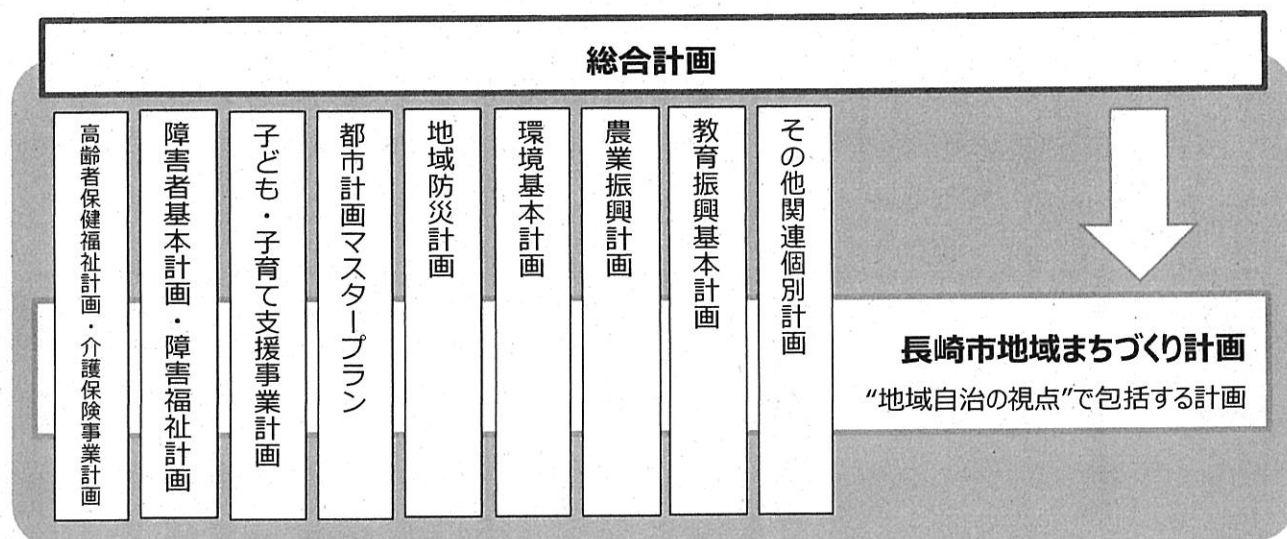 総合計画
高齢者保健福祉計画・介護保険事業計画
障害者基本計画・障害福祉計画
子ども・子育て支援事業計画
都市計画マスタープラン
地域防災計画
環境基本計画
農業振興計画
教育振興基本計画
その他関連個別計画
長崎市地域まちづくり計画
“地域自治の視点”で包括する計画